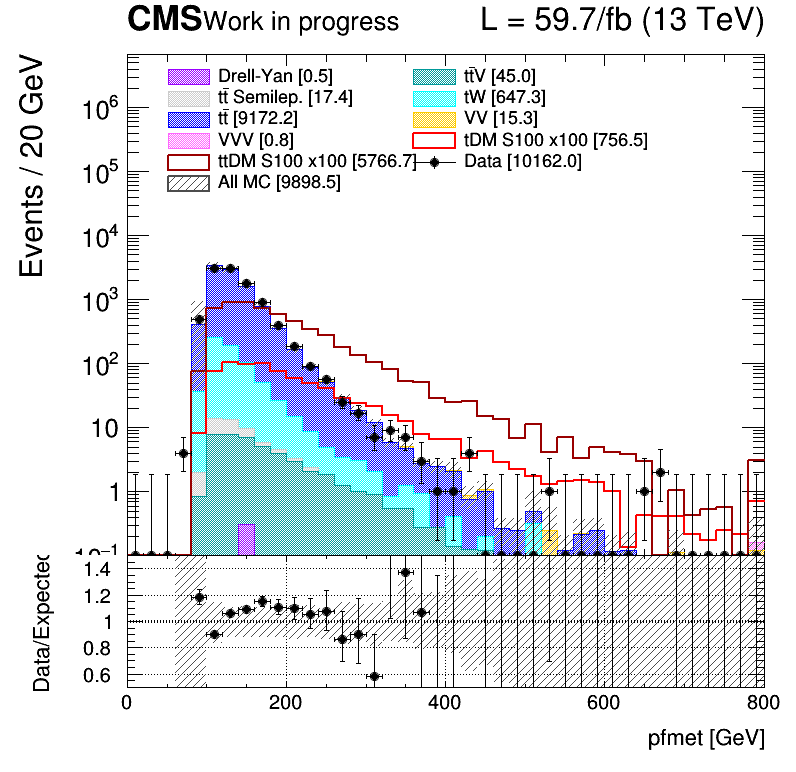 CMS Work in progress L = 59.7/fb (13 TeV)
Events / 20 GeV
Drell-Yan [0.5] tt̄V [45.0]
tt̄ Semilep. [17.4] tW [647.3]
tt̄ [9172.2] VV [15.3]
VVV [0.8] tDM S100 x100 [756.5]
ttDM S100 x100 [5766.7] Data [10162.0]
All MC [9898.5]
10⁶
10⁵
10⁴
10³
10²
10
1
10⁻¹
Data/Expected
1.4
1.2
1
0.8
0.6
0 200 400 600 800
pfmet [GeV]